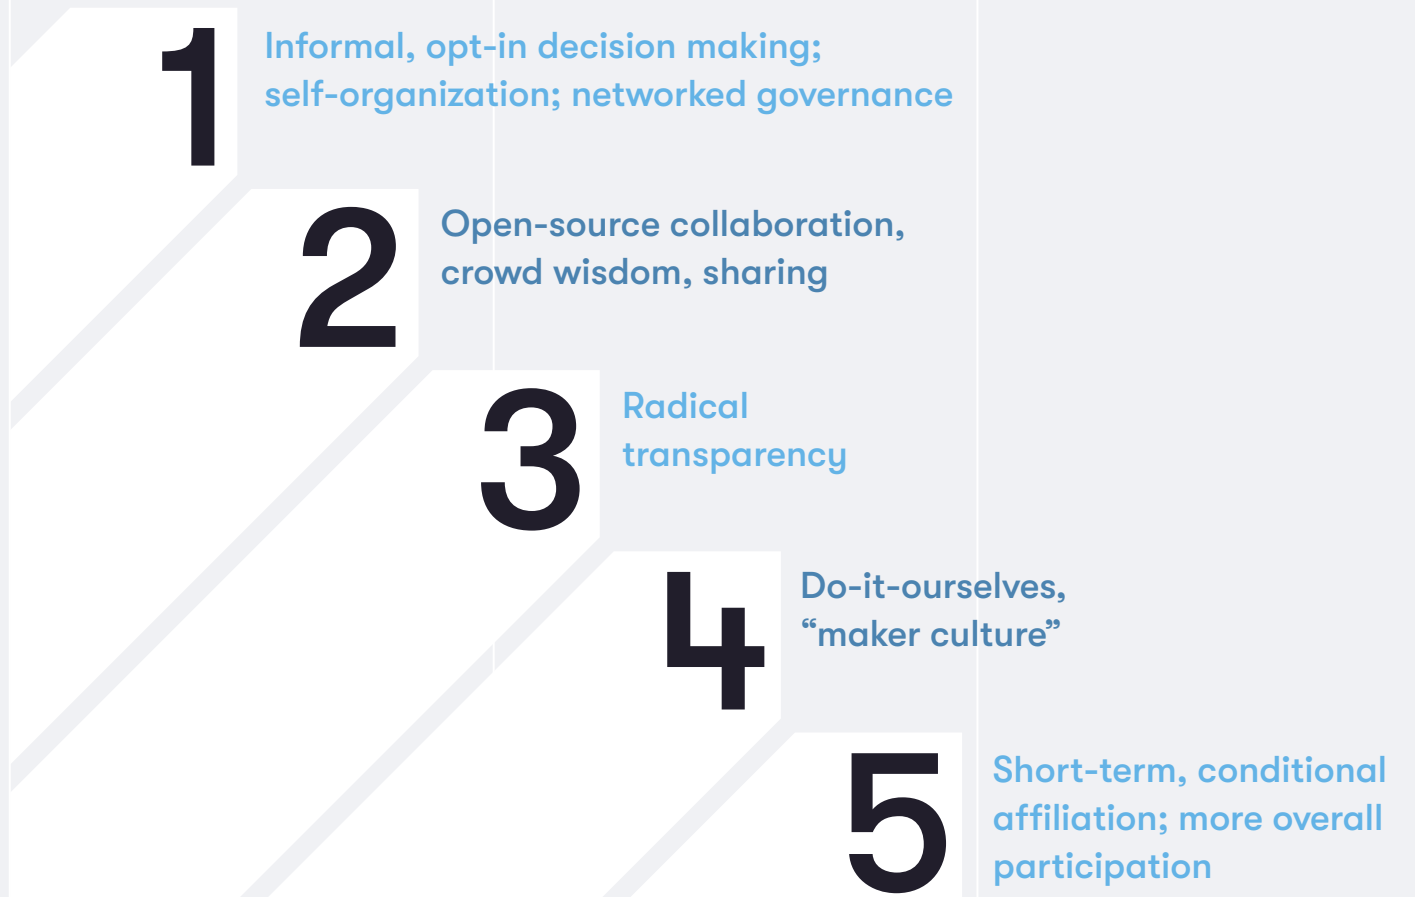 1
Informal, opt-in decision making;
self-organization; networked governance
2
Open-source collaboration,
crowd wisdom, sharing
3
Radical
transparency
4
Do-it-ourselves,
“maker culture”
5
Short-term, conditional
affiliation; more overall
participation